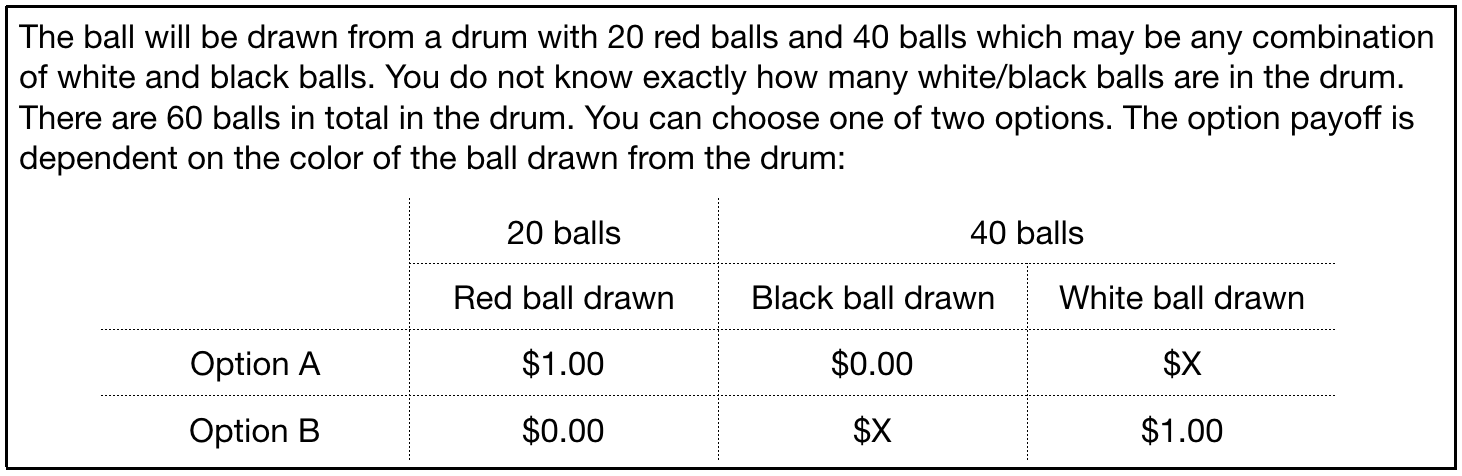 The ball will be drawn from a drum with 20 red balls and 40 balls which may be any combination
of white and black balls. You do not know exactly how many white/black balls are in the drum.
There are 60 balls in total in the drum. You can choose one of two options. The option payoff is
dependent on the color of the ball drawn from the drum:
20 balls 40 balls
Red ball drawn Black ball drawn White ball drawn
Option A $1.00 $0.00 $X
Option B $0.00 $X $1.00